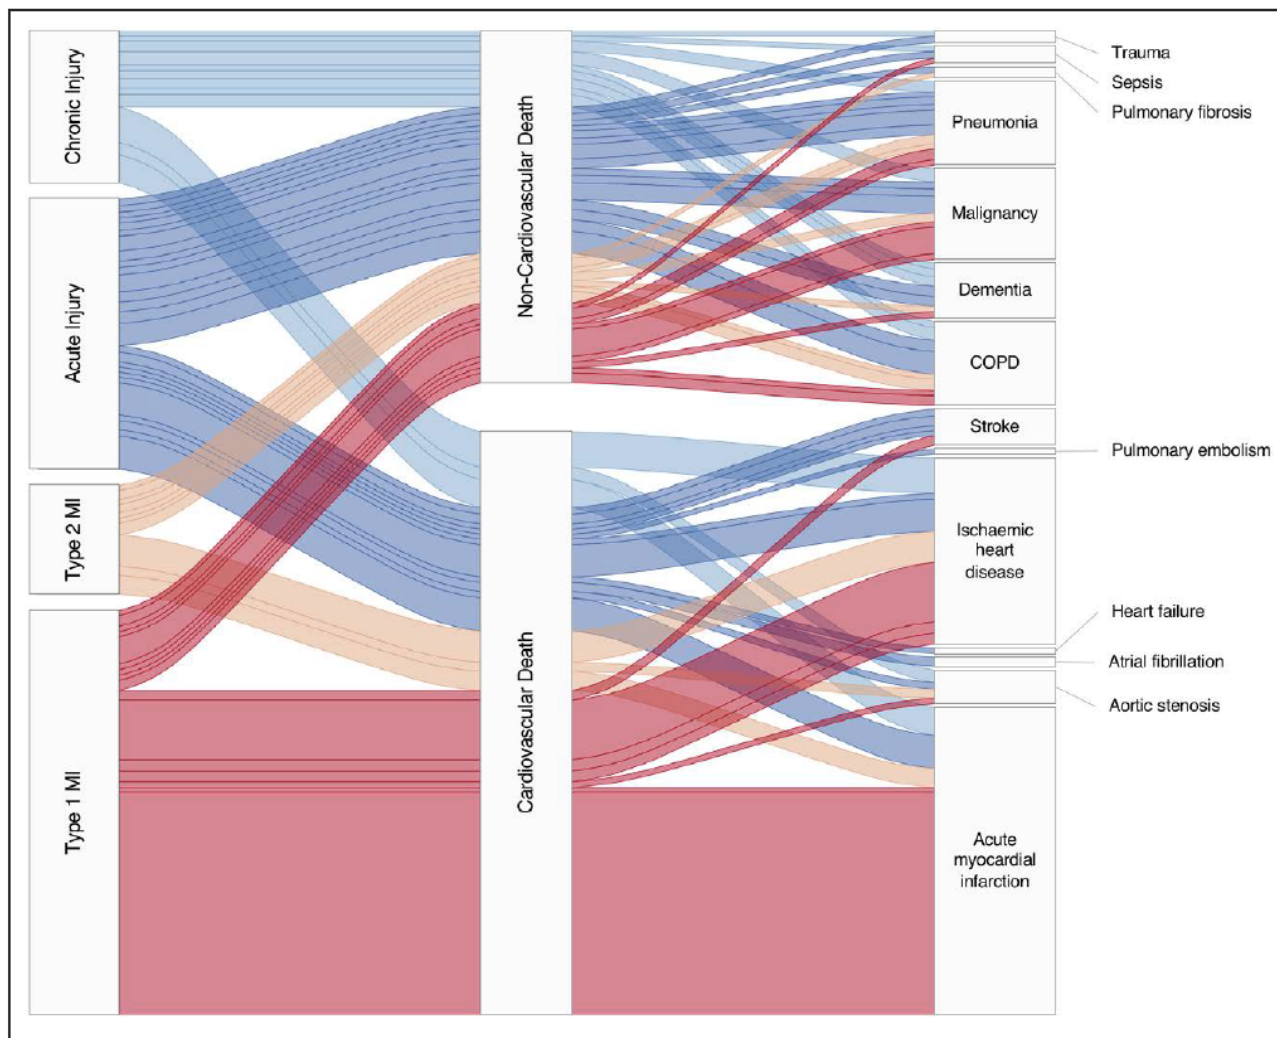 Chronic Injury
Acute Injury
Type 2 MI
Type 1 MI
Non-Cardiovascular Death
Cardiovascular Death
Trauma
Sepsis
Pulmonary fibrosis
Pneumonia
Malignancy
Dementia
COPD
Stroke
Pulmonary embolism
Ischaemic
heart
disease
Heart failure
Atrial fibrillation
Aortic stenosis
Acute
myocardial
infarction